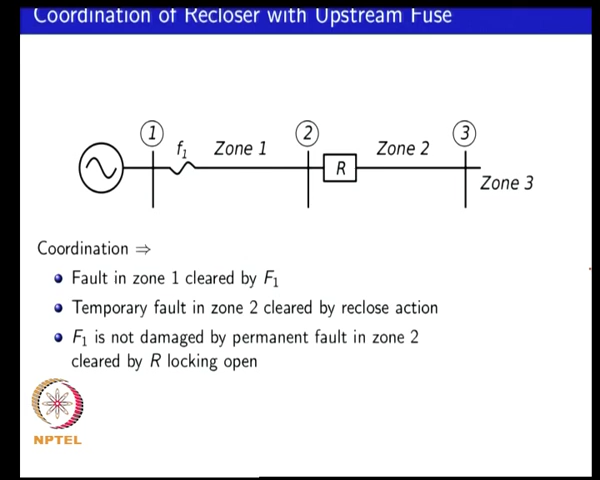 Coordination of Recloser with Upstream Fuse
1 2 3
f1 Zone 1 Zone 2
R
Zone 3
Coordination ⇒
Fault in zone 1 cleared by F1
Temporary fault in zone 2 cleared by reclose action
F1 is not damaged by permanent fault in zone 2
cleared by R locking open
NPTEL